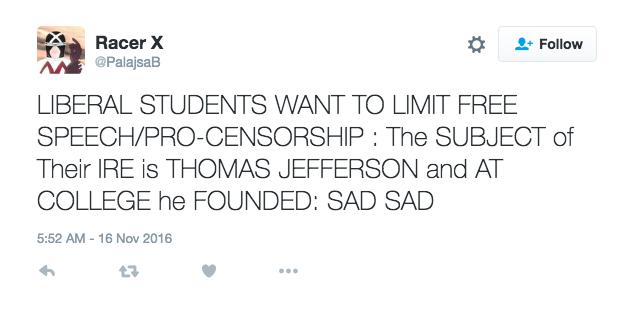 Racer X
@PalajsaB
Follow
LIBERAL STUDENTS WANT TO LIMIT FREE
SPEECH/PRO-CENSORSHIP : The SUBJECT of
Their IRE is THOMAS JEFFERSON and AT
COLLEGE he FOUNDED: SAD SAD
5:52 AM - 16 Nov 2016